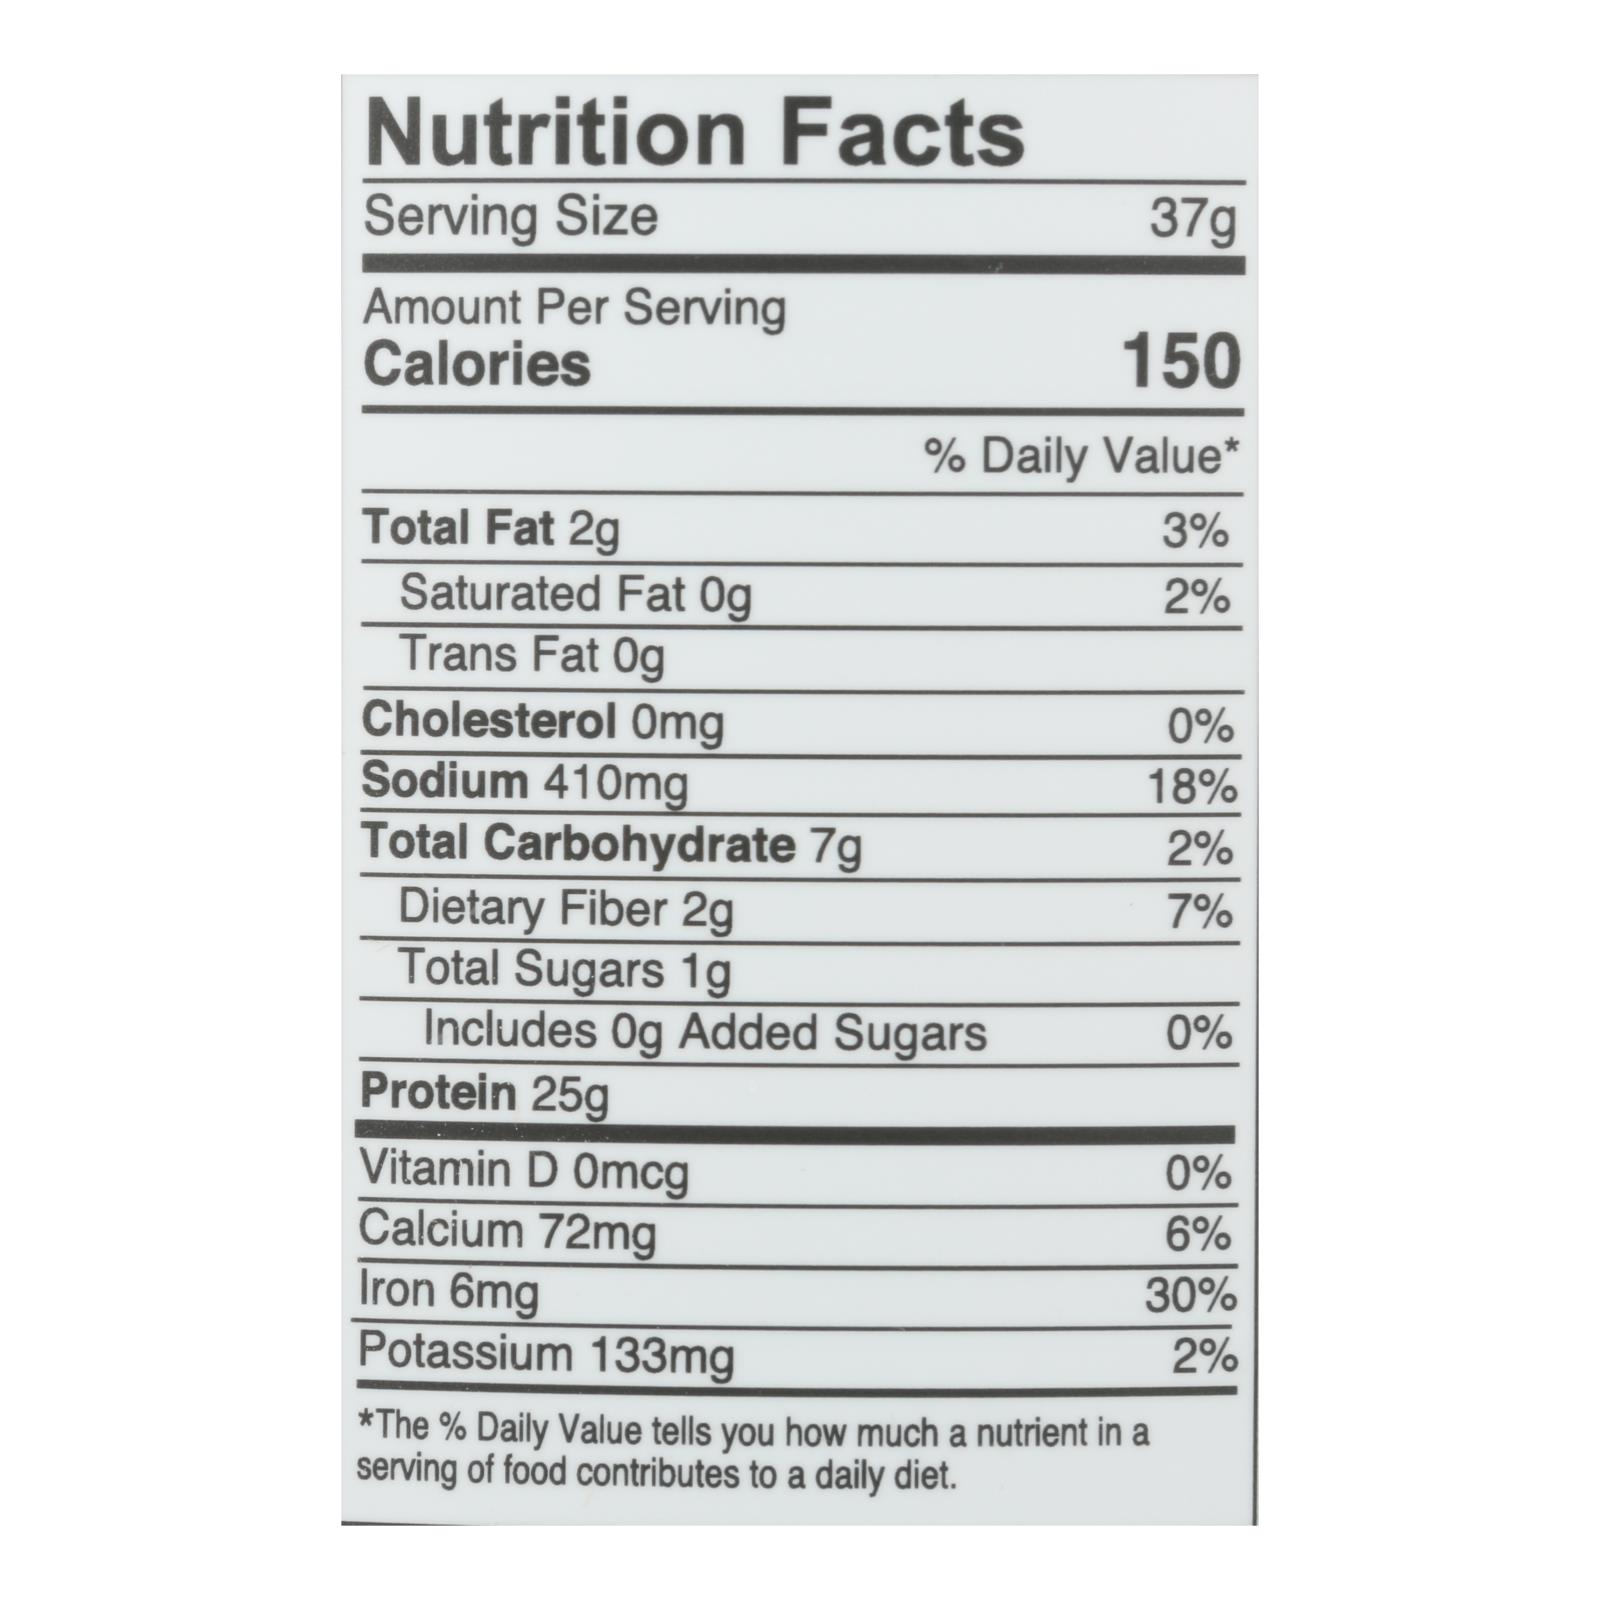 Nutrition Facts
Serving Size 37g
Amount Per Serving
Calories 150
% Daily Value*
Total Fat 2g 3%
Saturated Fat 0g 2%
Trans Fat 0g
Cholesterol 0mg 0%
Sodium 410mg 18%
Total Carbohydrate 7g 2%
Dietary Fiber 2g 7%
Total Sugars 1g
Includes 0g Added Sugars 0%
Protein 25g
Vitamin D 0mcg 0%
Calcium 72mg 6%
Iron 6mg 30%
Potassium 133mg 2%
*The % Daily Value tells you how much a nutrient in a
serving of food contributes to a daily diet.